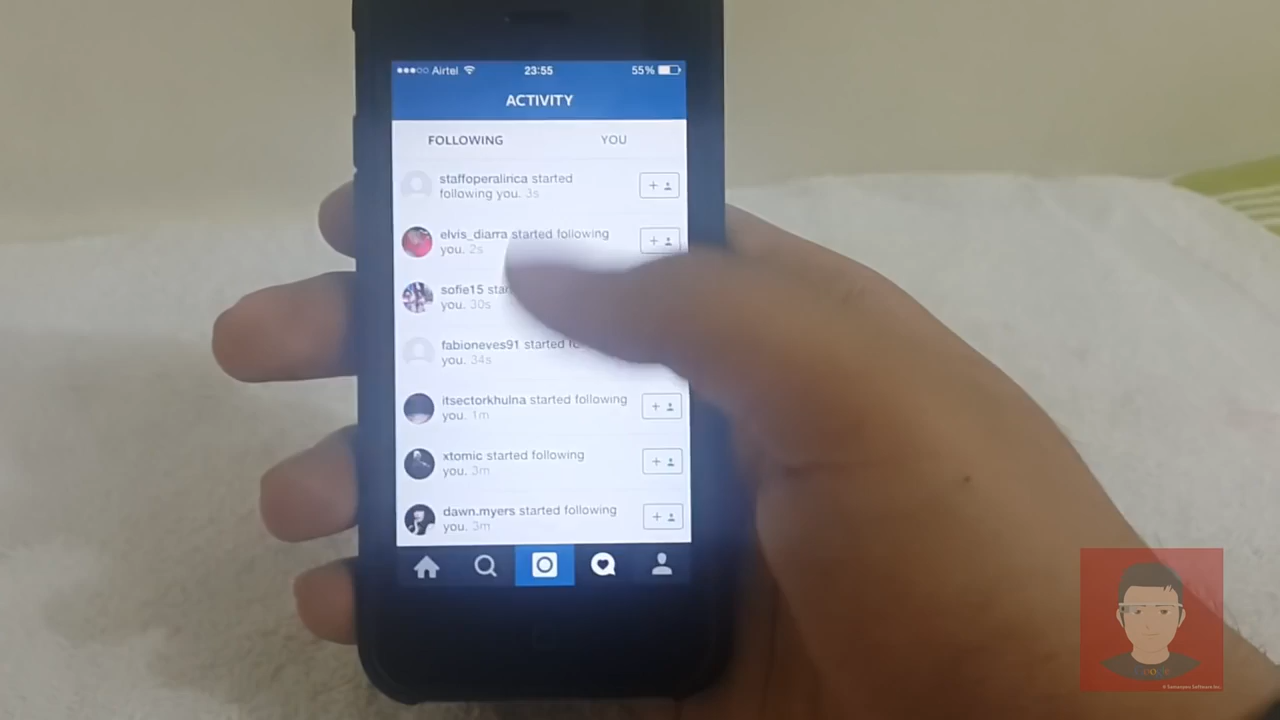 Airtel 23:55 55%
ACTIVITY
FOLLOWING YOU
staffoperalinca started
following you. 3s
elvis_diarra started following
you. 2s
sofie15
you. 30s
fabioneves91 started
you. 34s
itsectorkhulna started following
you. 1m
xtomic started following
you. 3m
dawn.myers started following
you. 3m